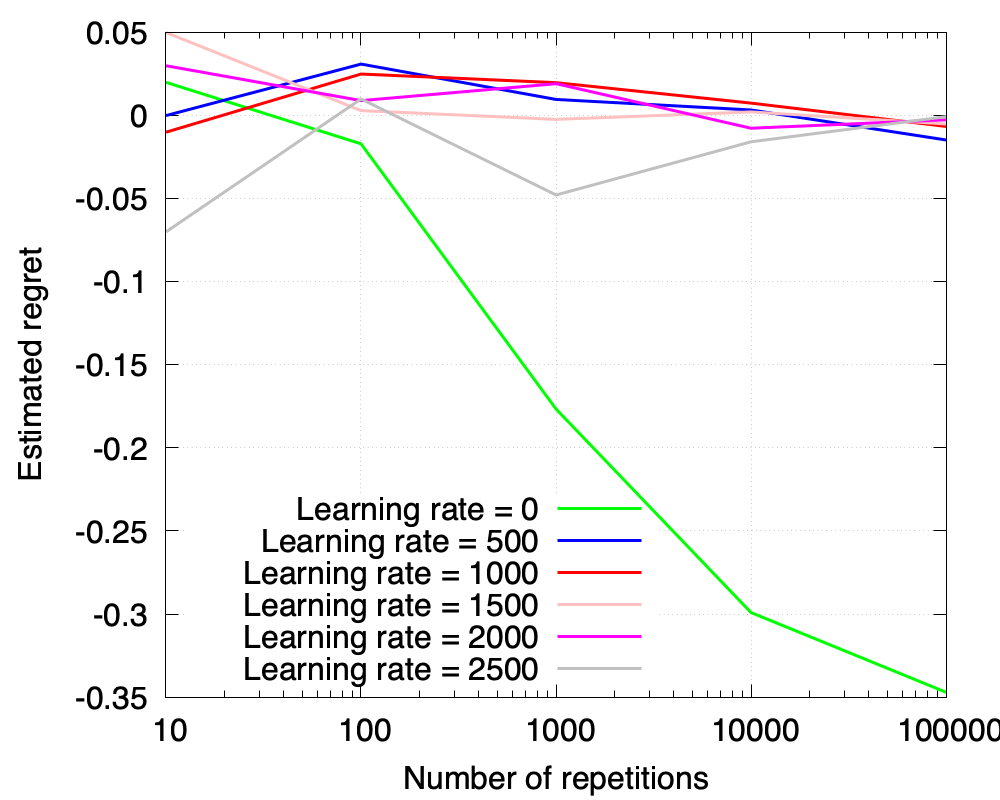 0.05
0
-0.05
-0.1
-0.15
-0.2
-0.25
-0.3
-0.35
Estimated regret
Learning rate = 0
Learning rate = 500
Learning rate = 1000
Learning rate = 1500
Learning rate = 2000
Learning rate = 2500
10 100 1000 10000 100000
Number of repetitions